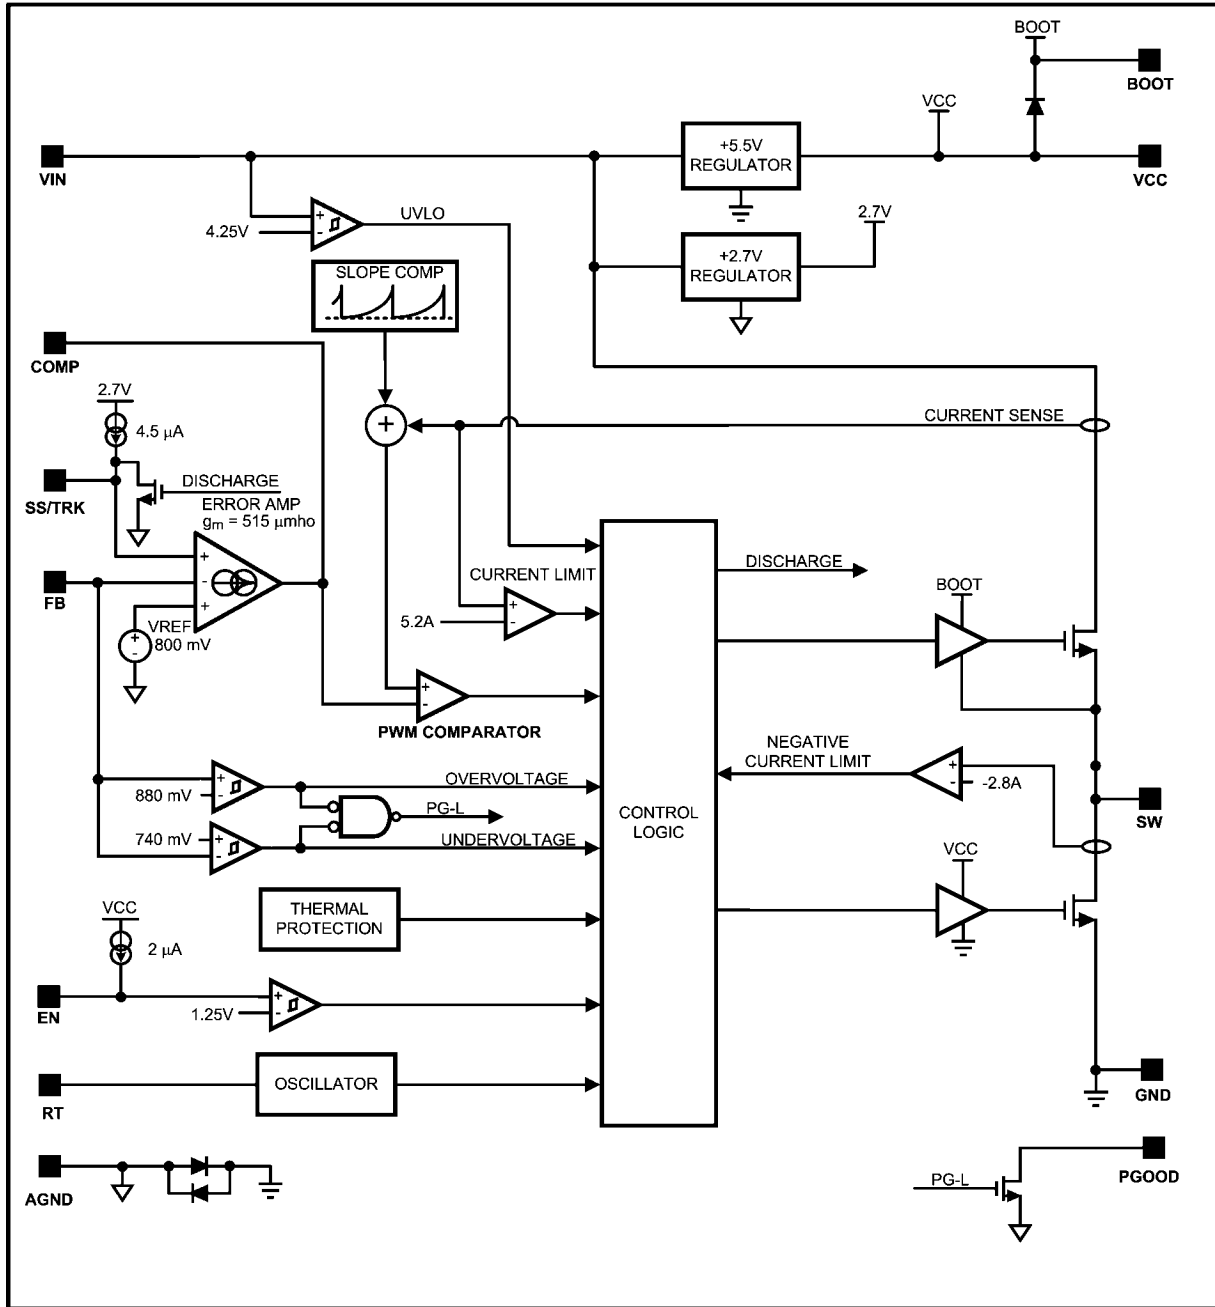 BOOT
BOOT
VCC
+5.5V
REGULATOR
VIN
VCC
+
-
UVLO
4.25V
2.7V
+2.7V
REGULATOR
SLOPE COMP
COMP
2.7V
4.5 µA
+
CURRENT SENSE
DISCHARGE
SS/TRK
ERROR AMP
gm = 515 µmho
+
-
+
FB
CURRENT LIMIT
DISCHARGE
BOOT
+
-
5.2A
VREF
800 mV
+
-
+
-
PWM COMPARATOR
NEGATIVE
CURRENT LIMIT
+
-
-2.8A
OVERVOLTAGE
+
-
880 mV
PG-L
CONTROL
LOGIC
SW
740 mV
+
-
UNDERVOLTAGE
VCC
THERMAL
PROTECTION
VCC
2 µA
EN
+
-
1.25V
OSCILLATOR
RT
GND
AGND
PG-L
PGOOD